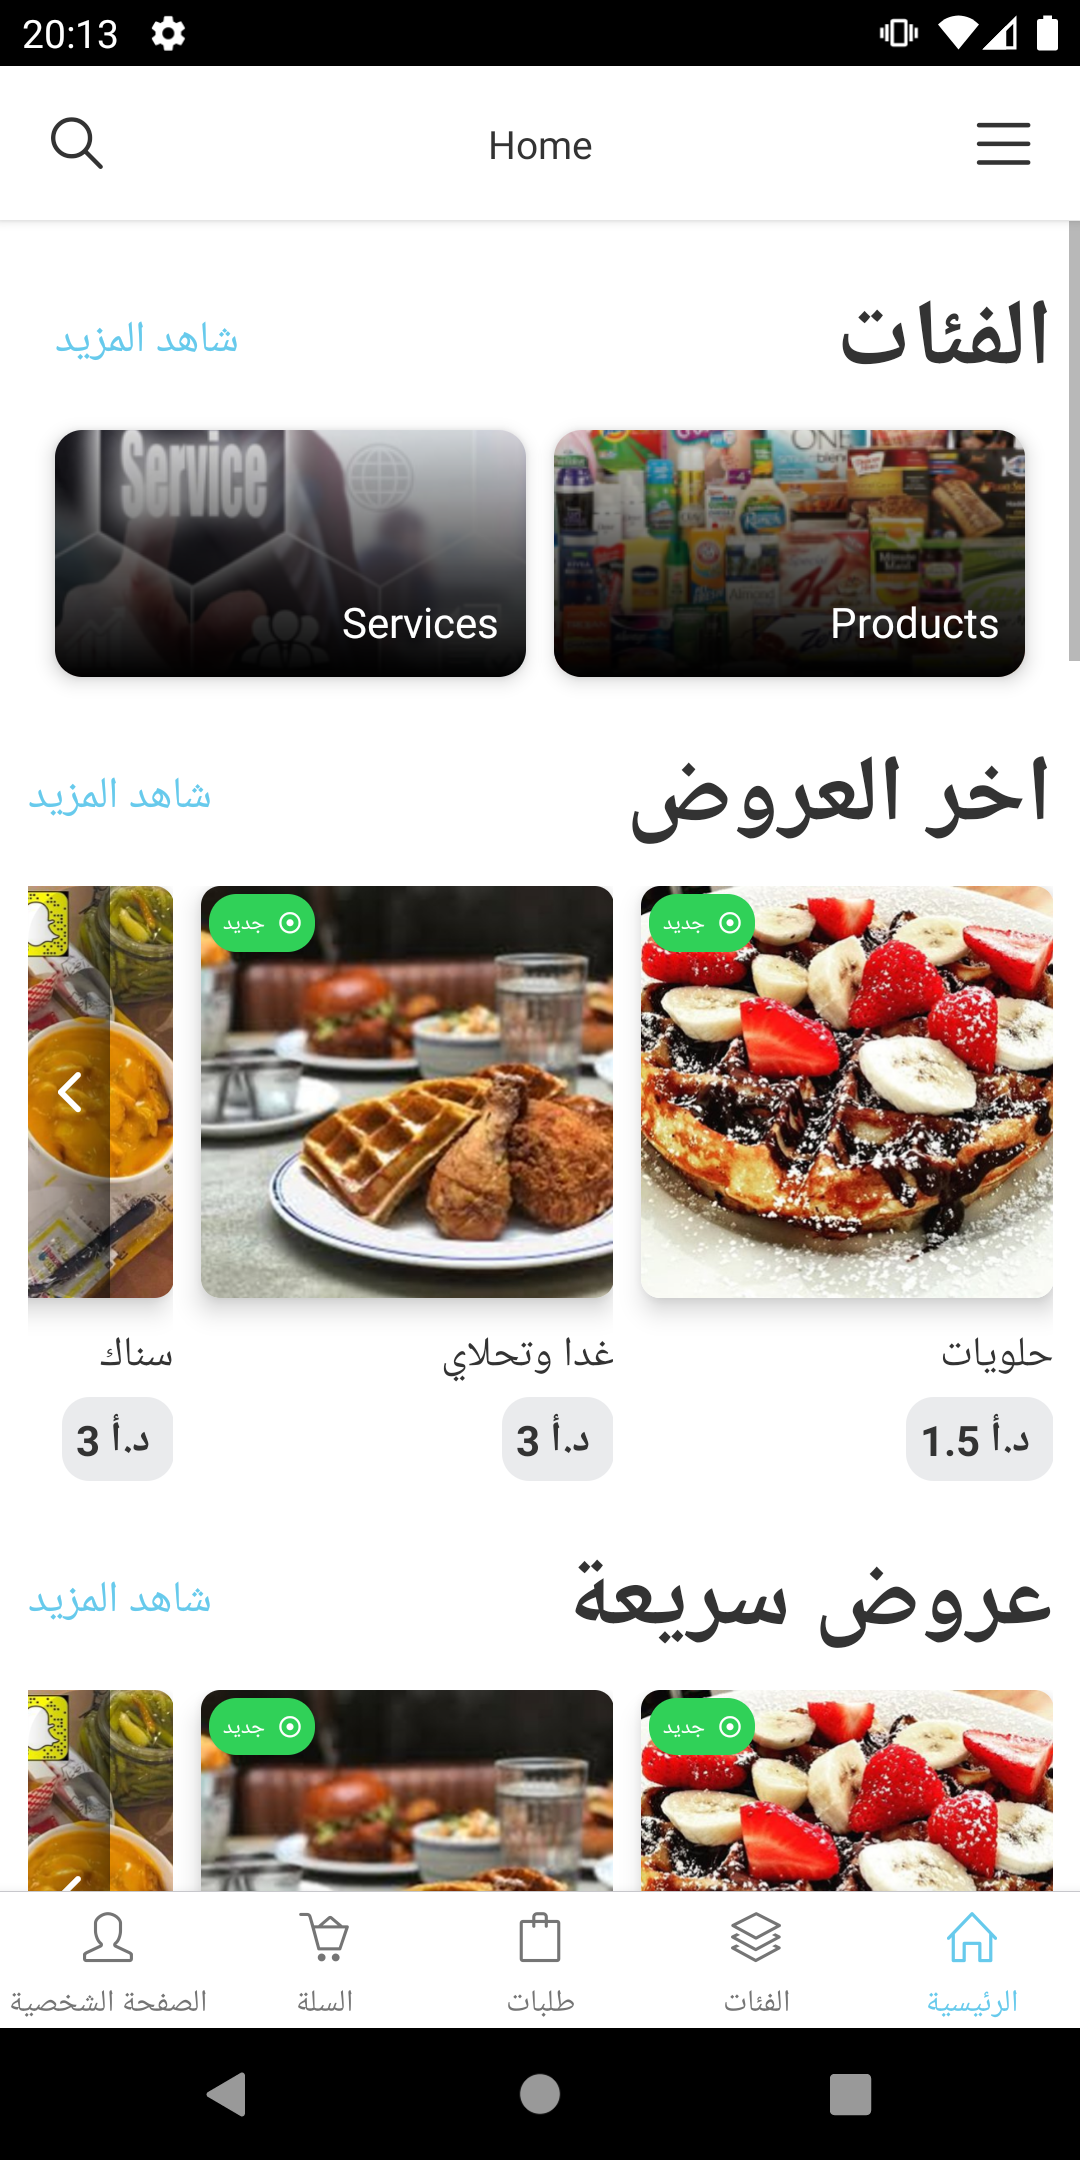 20:13
Home
الفئات
شاهد المزيد
Products
Service
Services
اخر العروض
شاهد المزيد
جديد
جديد
حلويات
غدا وتحلاي
سناك
د.أ 1.5
د.أ 3
د.أ 3
عروض سريعة
شاهد المزيد
جديد
جديد
الرئيسية
الفئات
طلبات
السلة
الصفحة الشخصية